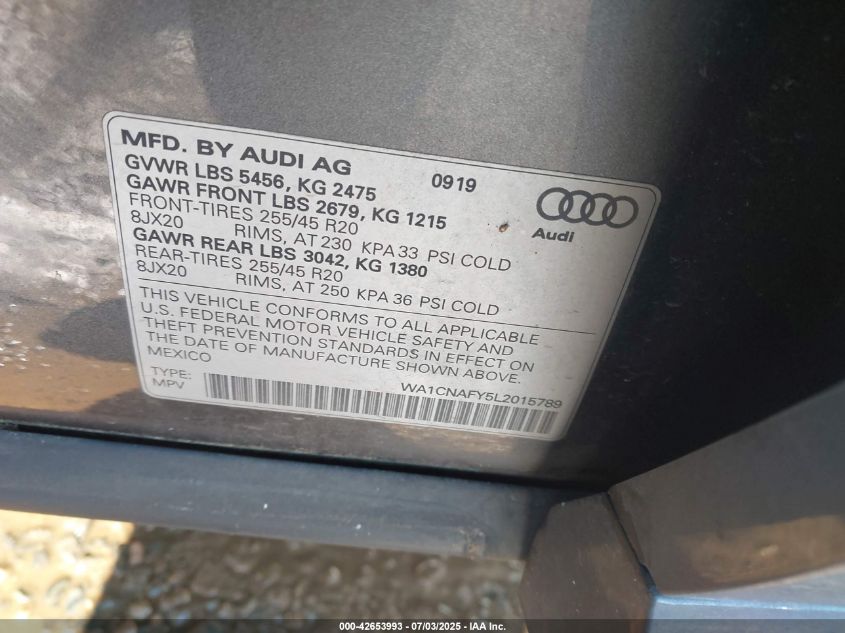 MFD. BY AUDI AG 0919
GVWR LBS 5456, KG 2475
GAWR FRONT LBS 2679, KG 1215
FRONT-TIRES 255/45 R20
8JX20 RIMS, AT 230 KPA 33 PSI COLD
GAWR REAR LBS 3042, KG 1380
REAR-TIRES 255/45 R20
8JX20 RIMS, AT 250 KPA 36 PSI COLD
Audi
THIS VEHICLE CONFORMS TO ALL APPLICABLE
U.S. FEDERAL MOTOR VEHICLE SAFETY AND
THEFT PREVENTION STANDARDS IN EFFECT ON
THE DATE OF MANUFACTURE SHOWN ABOVE.
MEXICO
TYPE: WA1CNAFY5L2015789
MPV
000-42653993 / 07/03/2025 - IAA Inc.